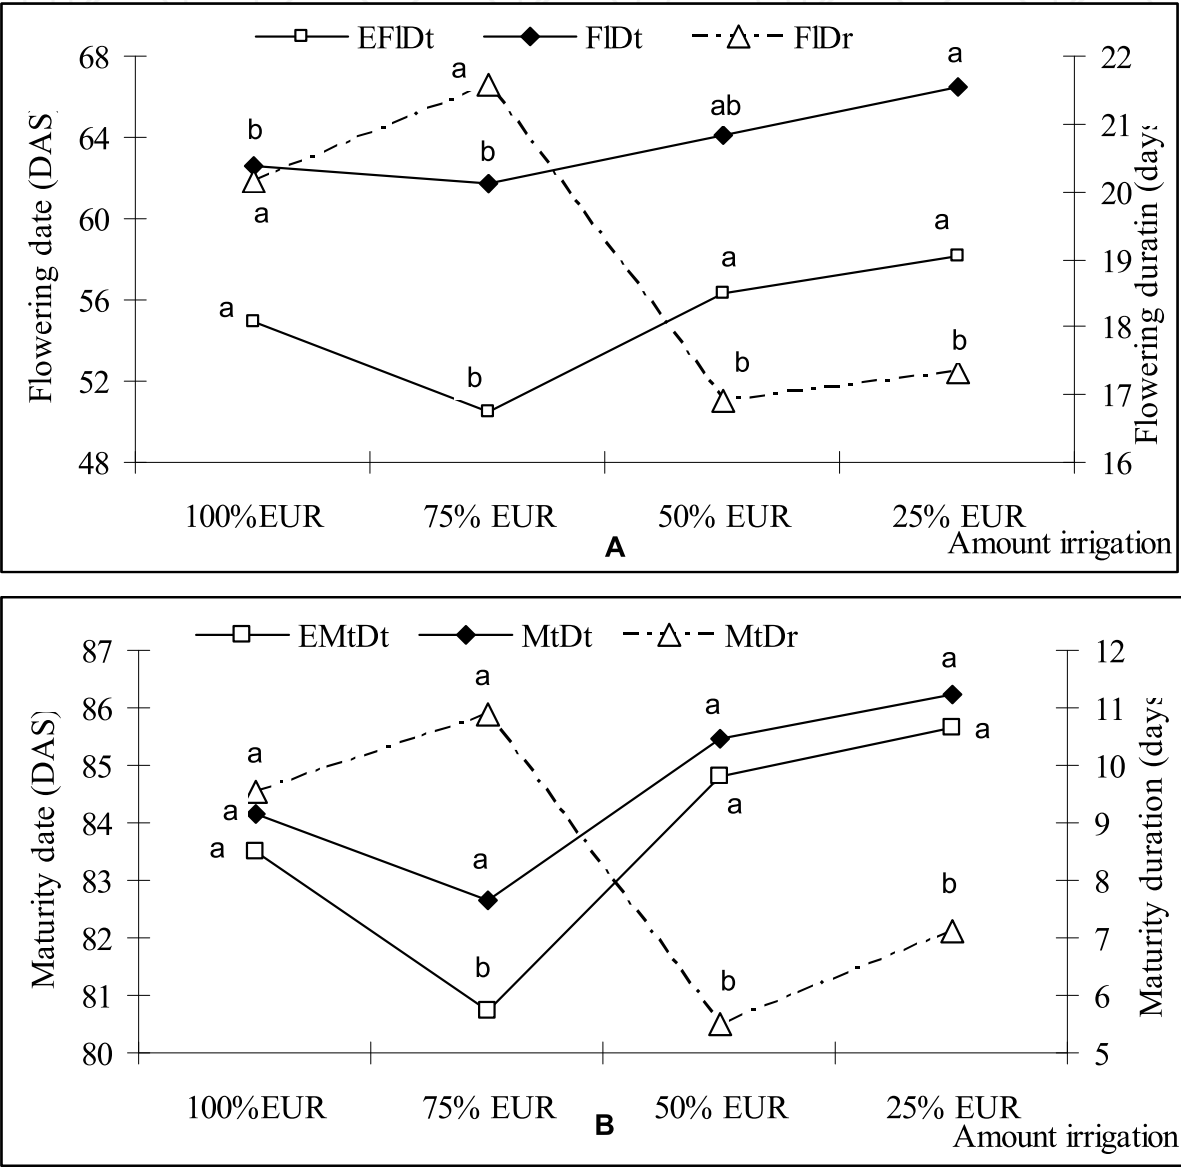 EFlDt FlDt FlDr
68 22
a a
21
ab
64 b b
20
60 a a
19
a
56 a
18
b
b b
52
17
48 16
100%EUR 75% EUR 50% EUR 25% EUR
A
Amount irrigation
Flowering date (DAS
Flowering duratin (days
EMtDt MtDt MtDr
87 12
a a
86 a 11
a
85 a 10
a
84 a 9
a a
83 8
b
82 7
b b
81 6
80 5
100%EUR 75% EUR 50% EUR 25% EUR
B
Amount irrigation
Maturity date (DAS)
Maturity duration (days